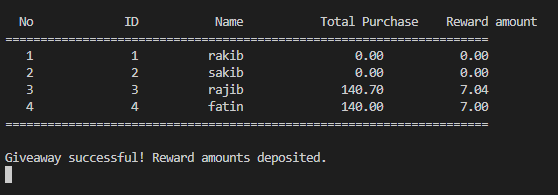 No ID Name Total Purchase Reward amount
=====================================================================
1 1 rakib 0.00 0.00
2 2 sakib 0.00 0.00
3 3 rajib 140.70 7.04
4 4 fatin 140.00 7.00
=====================================================================
Giveaway successful! Reward amounts deposited.